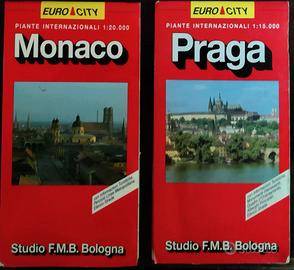 EURO CITY
PIANTE INTERNAZIONALI 1:20.000
Monaco
Studio F.M.B. Bologna
EURO CITY
PIANTE INTERNAZIONALI 1:15.000
Praga
Studio F.M.B. Bologna